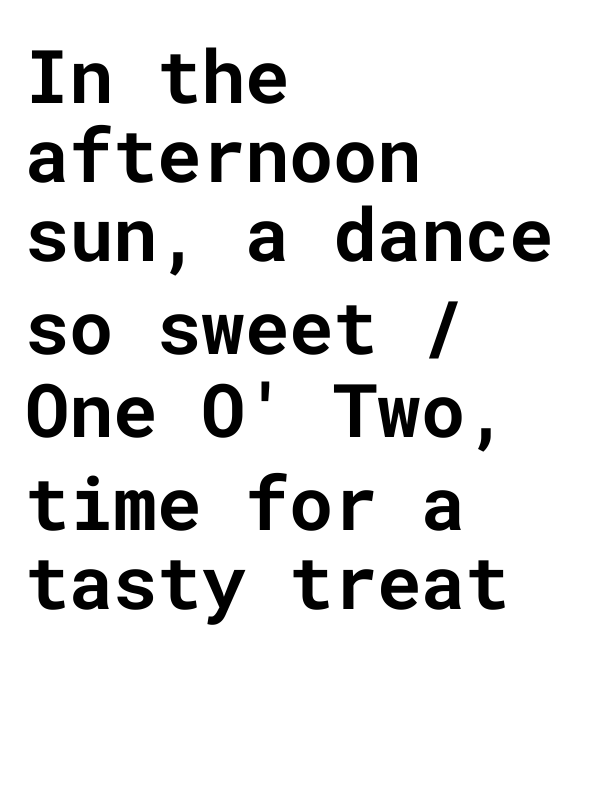 In the
afternoon
sun, a dance
so sweet /
One O' Two,
time for a
tasty treat